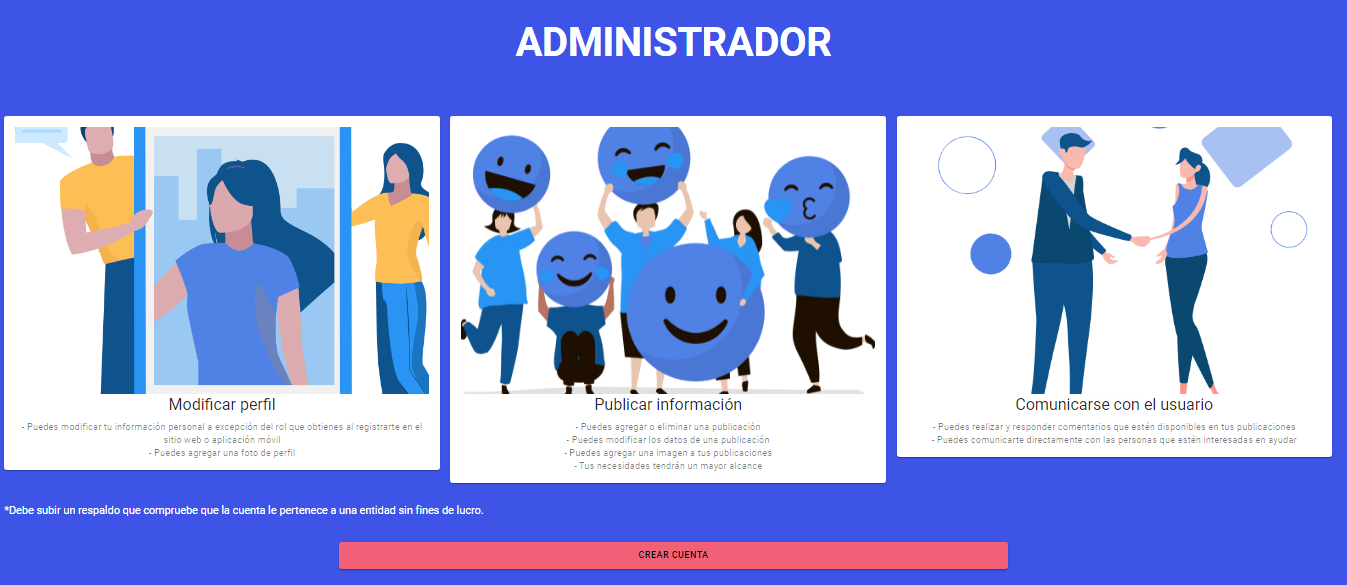 ADMINISTRADOR
Modificar perfil
- Puedes modificar tu información personal a excepción del rol que obtienes al registrarte en el
sitio web o aplicación móvil
- Puedes agregar una foto de perfil
Publicar información
- Puedes agregar o eliminar una publicación
- Puedes modificar los datos de una publicación
- Puedes agregar una imagen a tus publicaciones
- Tus necesidades tendrán un mayor alcance
Comunicarse con el usuario
- Puedes realizar y responder comentarios que estén disponibles en tus publicaciones
- Puedes comunicarte directamente con las personas que estén interesadas en ayudar
*Debe subir un respaldo que compruebe que la cuenta le pertenece a una entidad sin fines de lucro.
CREAR CUENTA